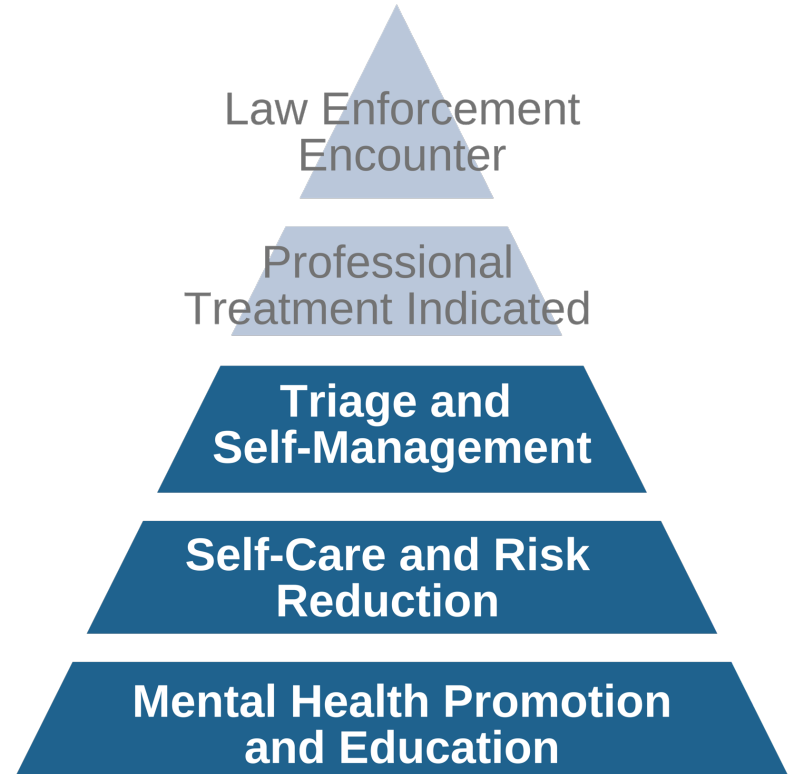 Law Enforcement
Encounter
Professional
Treatment Indicated
Triage and
Self-Management
Self-Care and Risk
Reduction
Mental Health Promotion
and Education